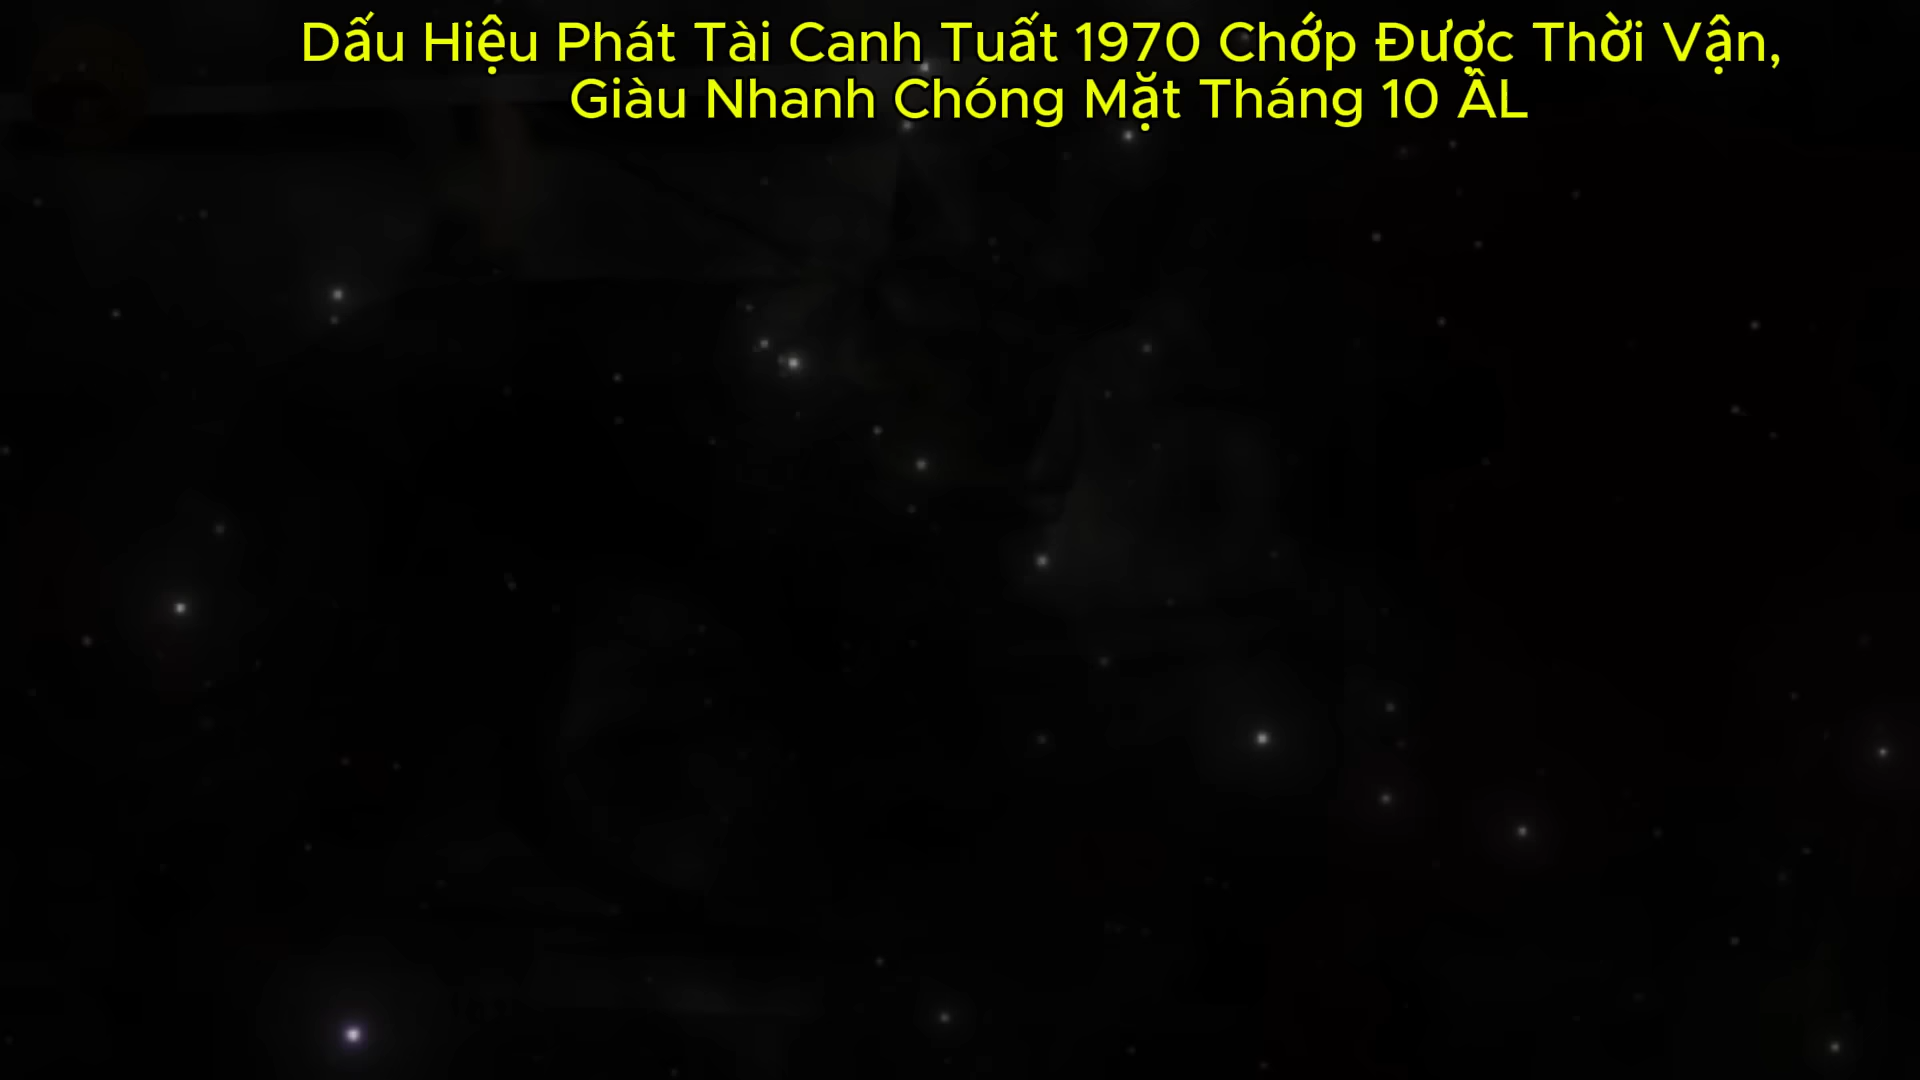 Dấu Hiệu Phát Tài Canh Tuất 1970 Chớp Được Thời Vận,
Giàu Nhanh Chóng Mặt Tháng 10 ÂL